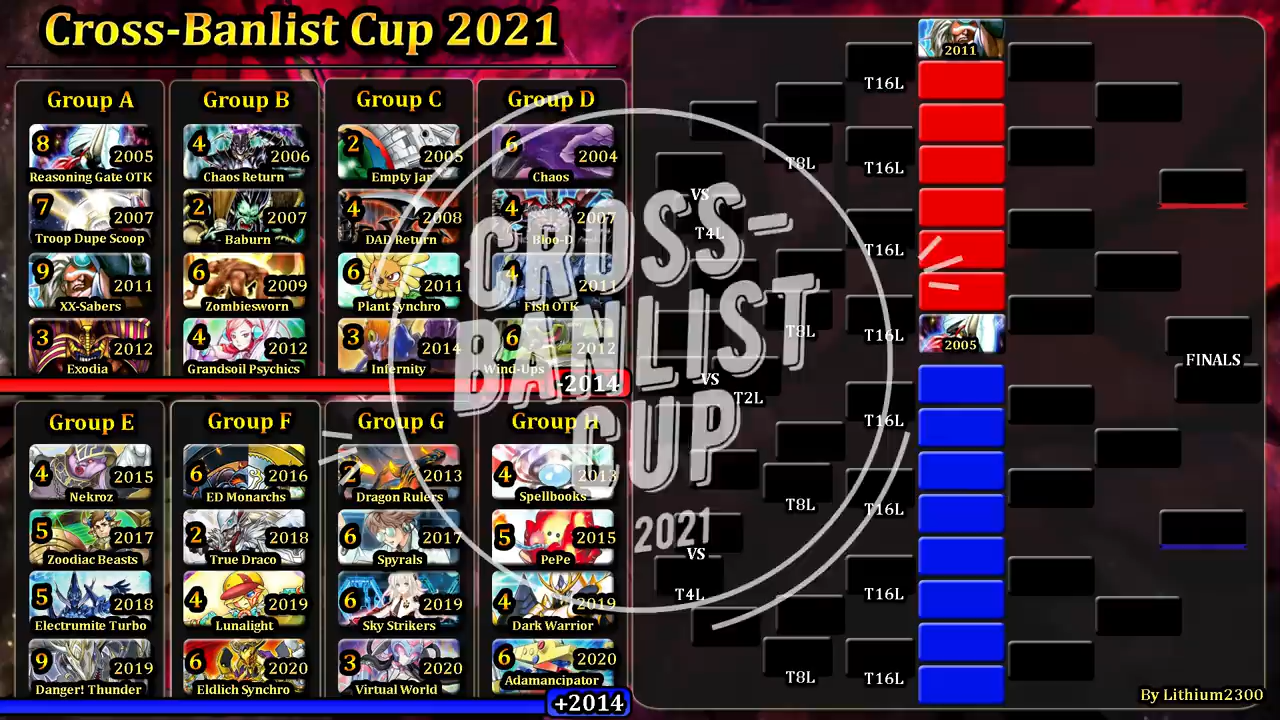 Cross-Banlist Cup 2021
Group A
8 2005
Reasoning Gate OTK
7 2007
Troop Dupe Scoop
9 2011
XX-Sabers
3 2012
Exodia
Group B
4 2006
Chaos Return
2 2007
- Baburn
6 2009
Zombiesworn
4 2012
Grandsoil Psychics
Group C
2 2005
Empty Jar
4 2008
DAD Return
6 2011
Plant Synchro
3 2014
Infernity
Group D
6 2004
Chaos
4 2007
Bloo-D
4 2011
Fish OTK
6 2012
Wind-Ups
-2014
Group E
4 2015
Nekroz
5 2017
Zoodiac Beasts
5 2018
Electrumite Turbo
9 2019
Danger! Thunder
Group F
6 2016
ED Monarchs
2 2018
True Draco
4 2019
Lunalight
6 2020
Eldlich Synchro
Group G
2 2013
Dragon Rulers
6 2017
Spyrals
6 2019
Sky Strikers
3 2020
Virtual World
Group H
4 2013
Spellbooks
5 2015
PePe
4 2019
Dark Warrior
6 2020
Adamancipator
+2014
CROSS-
BANLIST
CUP
2021
2011
T16L
T8L
T16L
VS
T4L
T16L
T8L
T16L
2005
FINALS
VS
T2L
T16L
T8L
T16L
VS
T4L
T16L
T8L
T16L
By Lithium2300